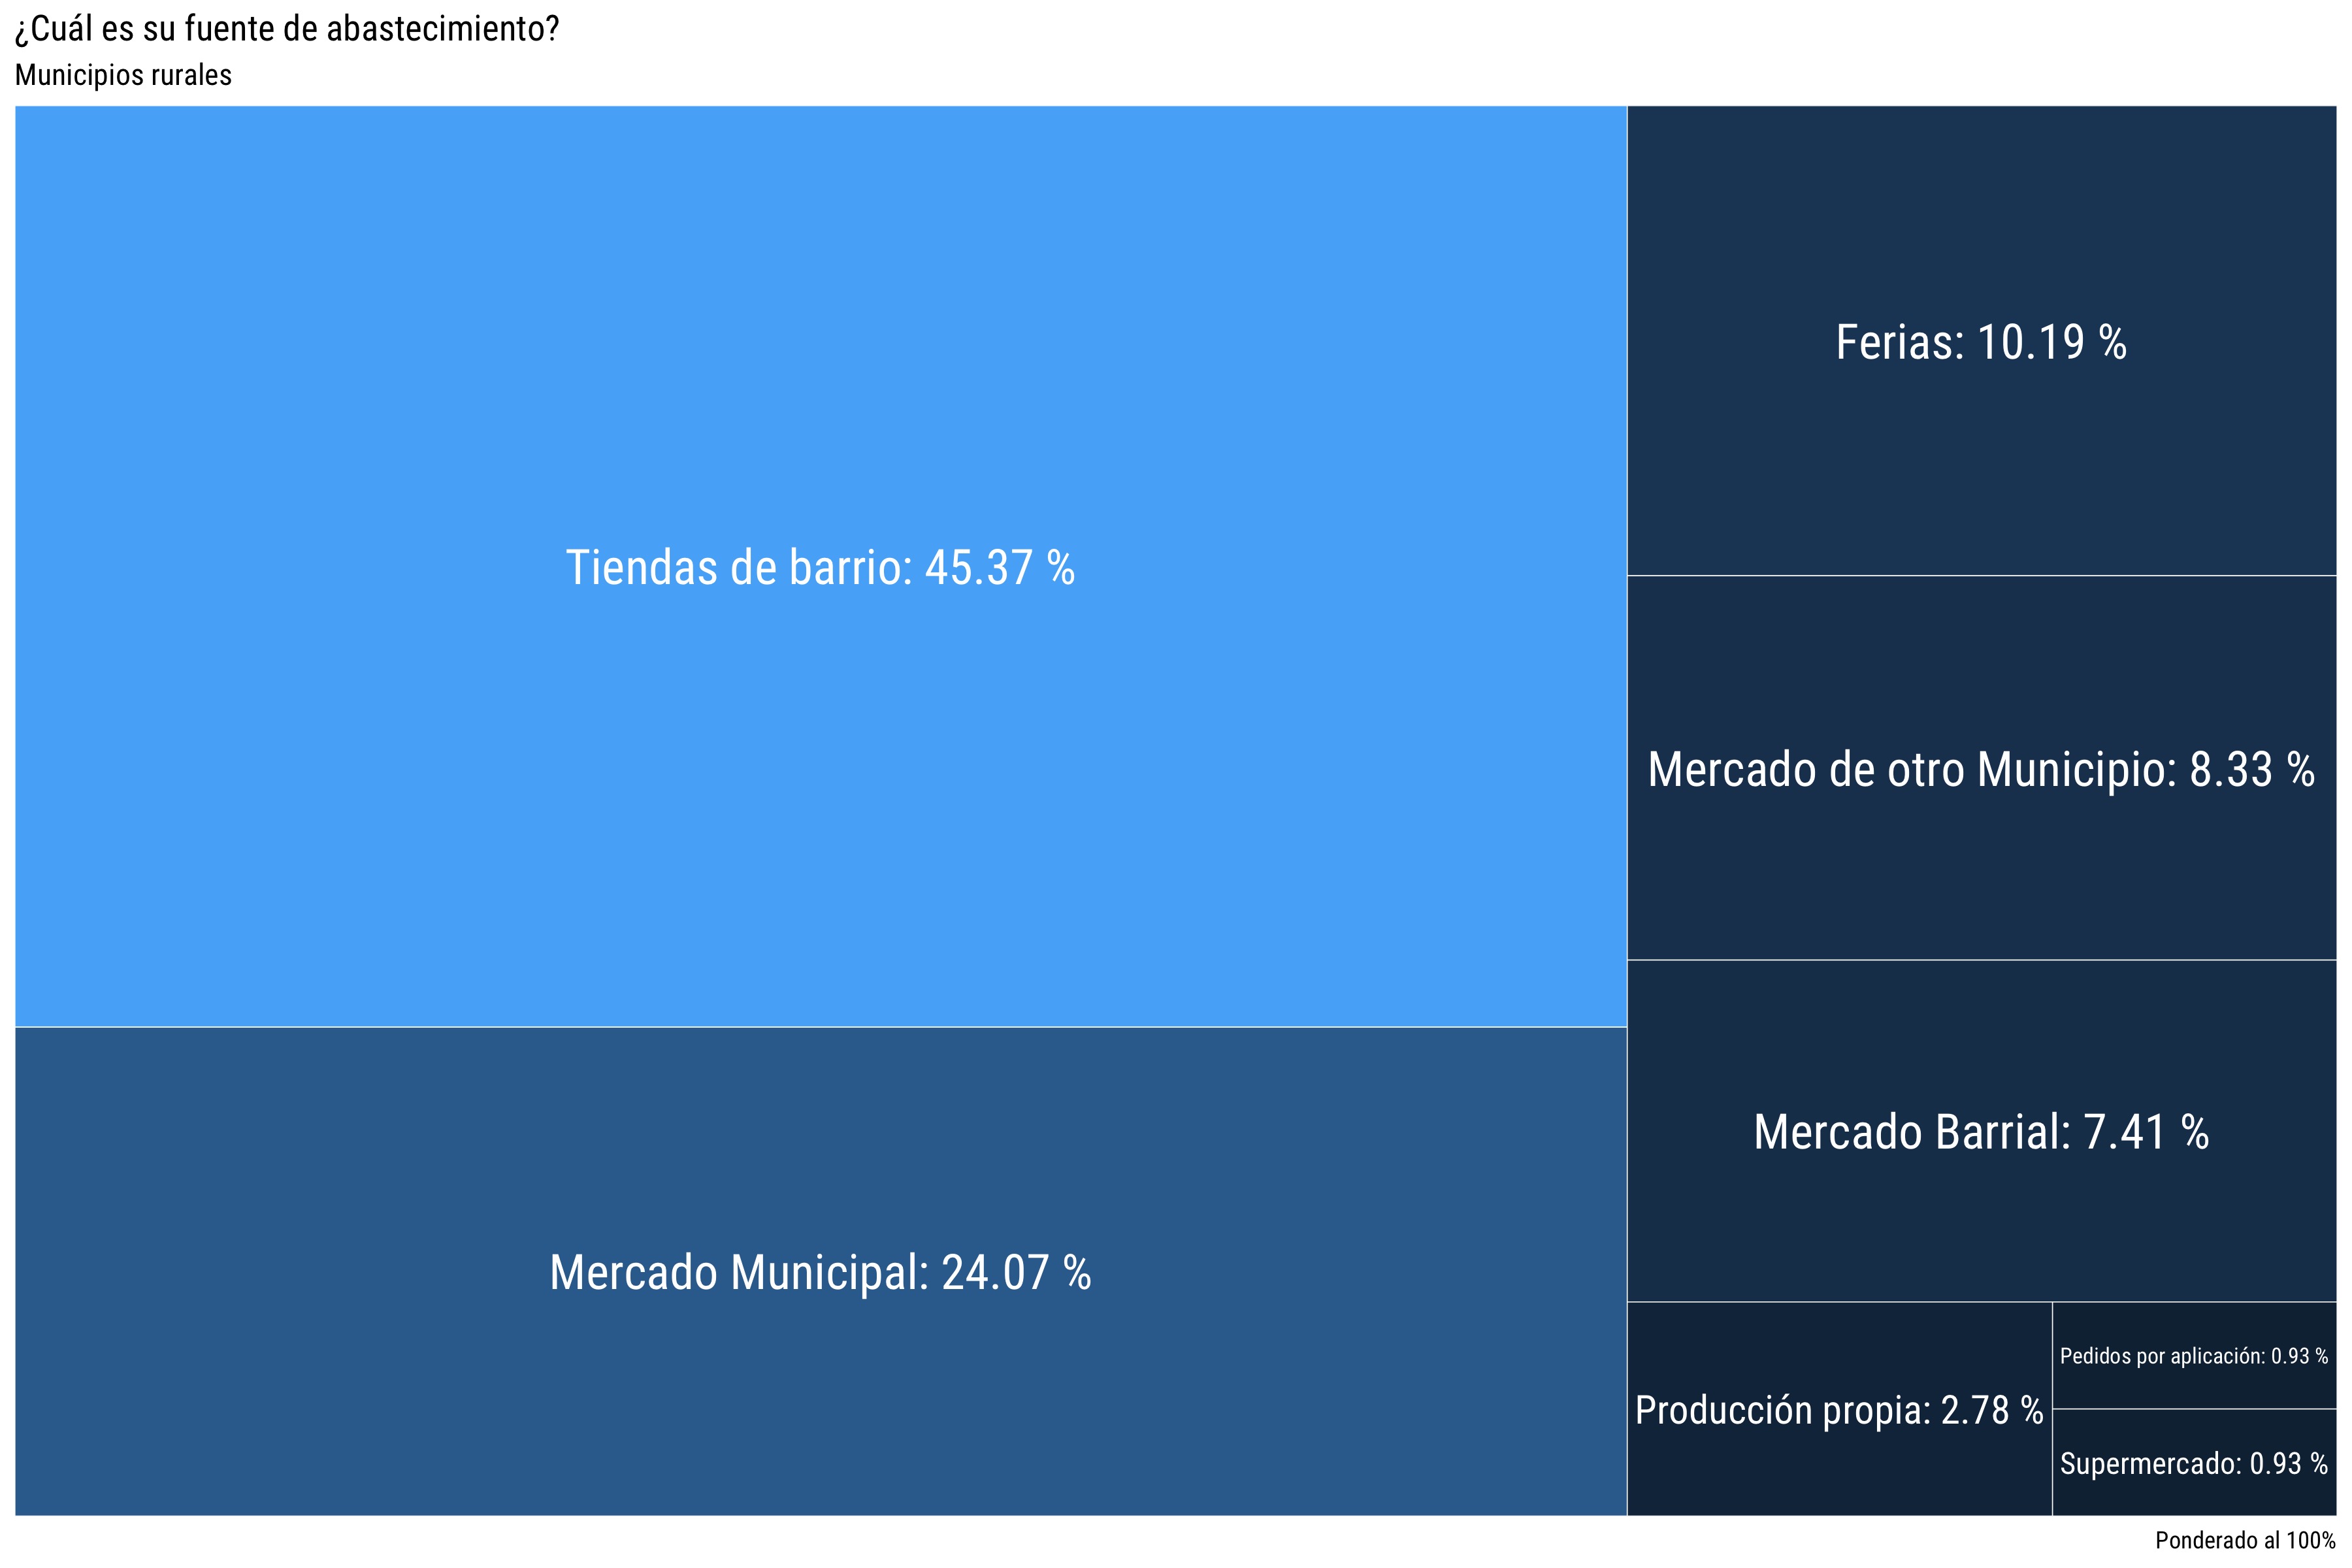 ¿Cuál es su fuente de abastecimiento?
Municipios rurales
Tiendas de barrio: 45.37 %
Mercado Municipal: 24.07 %
Ferias: 10.19 %
Mercado de otro Municipio: 8.33 %
Mercado Barrial: 7.41 %
Producción propia: 2.78 %
Pedidos por aplicación: 0.93 %
Supermercado: 0.93 %
Ponderado al 100%